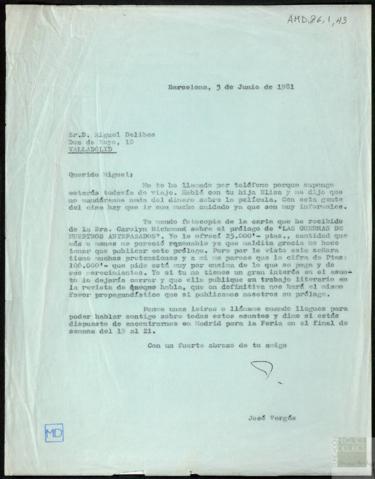 AMD,86,1,43
Barcelona, 3 de Junio de 1981
Sr.D. Miguel Delibes
Dos de Mayo, 10
VALLADOLID
Querido Miguel:
No te he llamado por teléfono porque supongo
estarás todavía de viaje. Hablé con tu hija Elisa y me dijo que
no mandáramos nada del dinero sobre la película. Con esta gente
del cine hay que ir con mucho cuidado ya que son muy informales.
Te mando fotocopia de la carta que he recibido
de la Sra. Carolyn Richmond sobre el prólogo de "LAS GUERRAS DE
NUESTROS ANTEPASADOS". Yo le ofrecí 25.000'- ptas., cantidad que
más o menos me pareció razonable ya que maldita gracia me hace
tener que publicar este prólogo. Pero por lo visto esta señora
tiene muchas pretensiones y a mi me parece que la cifra de Ptas:
100.000'- que pide está muy por encima de lo que se paga y de
sus merecimientos. Yo si tu no tienes un gran interés en el asun-
to lo dejaría correr y que ella publique su trabajo literario en
la revista de que habla, que en definitiva nos hará el mismo
favor propagandístico que si publicamos nosotros su prólogo.
Ponme unas letras o llámame cuando llegues para
poder hablar contigo sobre todos estos asuntos y dime si estás
dispuesto de encontrarnos en Madrid para la Feria en el final de
semana del 19 al 21.
Con un fuerte abrazo de tu amigo
José Vergés
MD